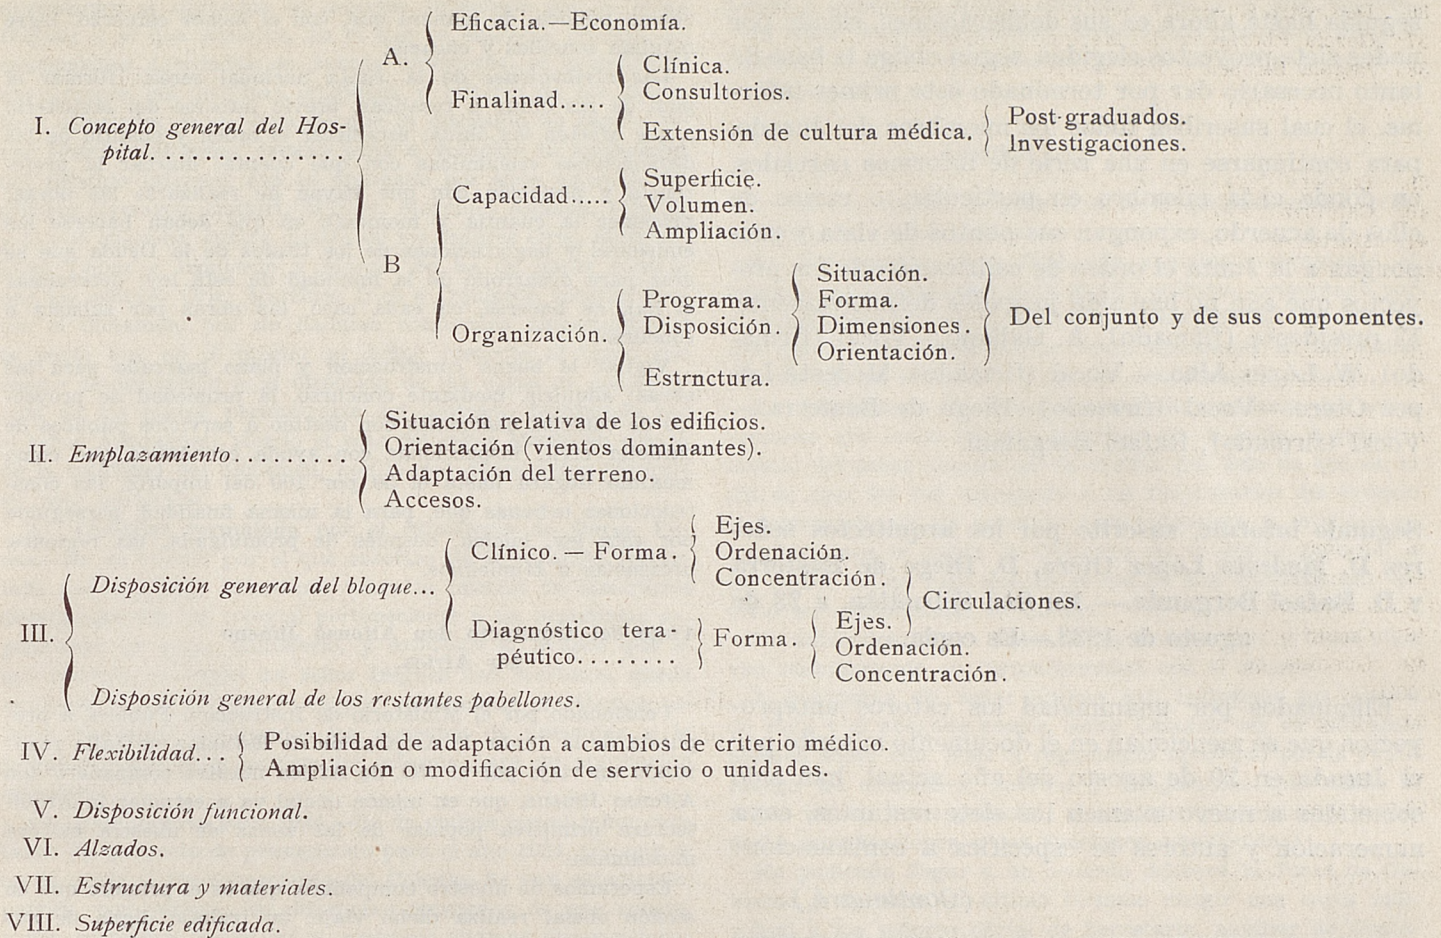 Eficacia.—Economía.
A.
Finalinad.....
Clínica.
Consultorios.
Extensión de cultura médica.
Post-graduados.
Investigaciones.
I. Concepto general del Hos-
pital...............
B
Capacidad.....
Superficie.
Volumen.
Ampliación.
Organización.
Programa.
Disposición.
Situación.
Forma.
Dimensiones.
Orientación.
Del conjunto y de sus componentes.
Estrnctura.
II. Emplazamiento.........
Situación relativa de los edificios.
Orientación (vientos dominantes).
Adaptación del terreno.
Accesos.
III.
Disposición general del bloque...
Clínico.— Forma.
Ejes.
Ordenación.
Concentración.
Circulaciones.
Diagnóstico tera-
péutico........
Forma.
Ejes.
Ordenación.
Concentración.
Disposición general de los restantes pabellones.
IV. Flexibilidad...
Posibilidad de adaptación a cambios de criterio médico.
Ampliación o modificación de servicio o unidades.
V. Disposición funcional.
VI. Alzados.
VII. Estructura y materiales.
VIII. Superficie edificada.